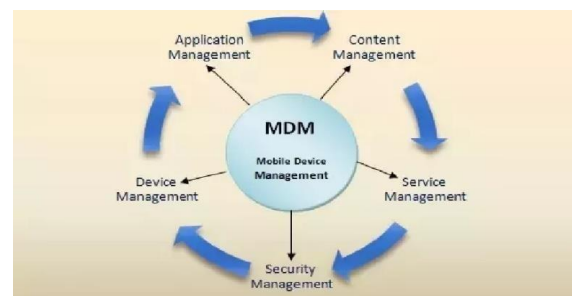 Application
Management
Content
Management
MDM
Mobile Device
Management
Device
Management
Service
Management
Security
Management